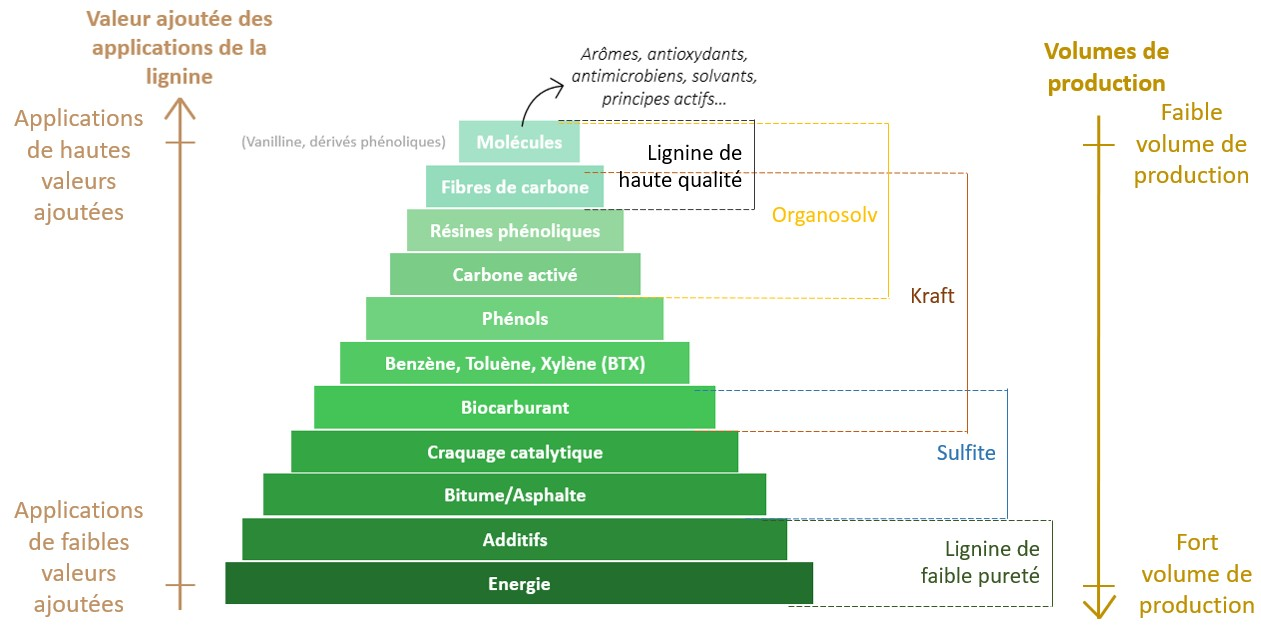 Valeur ajoutée des
applications de la
lignine
Applications
de hautes
valeurs
ajoutées
Applications
de faibles
valeurs
ajoutées
Arômes, antioxydants,
antimicrobiens, solvants,
principes actifs...
(Vanilline, dérivés phénoliques)
Molécules
Fibres de carbone
Résines phénoliques
Carbone activé
Phénols
Benzène, Toluène, Xylène (BTX)
Biocarburant
Craquage catalytique
Bitume/Asphalte
Additifs
Energie
Lignine de
haute qualité
Organosolv
Kraft
Sulfite
Lignine de
faible pureté
Volumes de
production
Faible
volume de
production
Fort
volume de
production